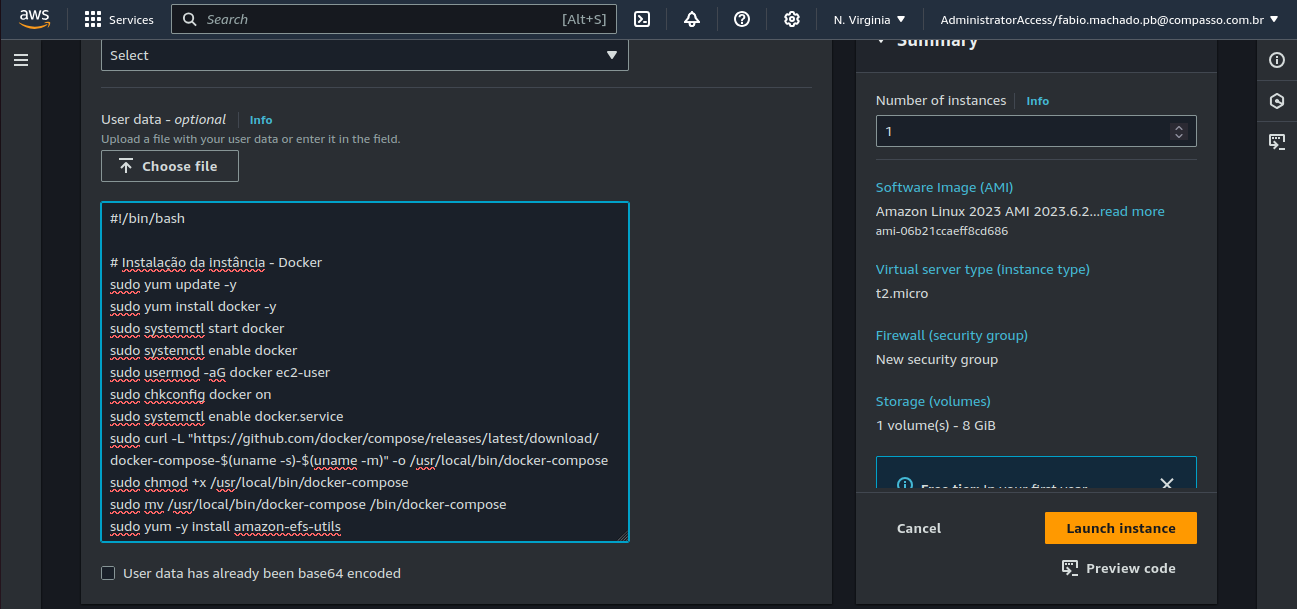 aws
Services
Search
[Alt+S]
N. Virginia
AdministratorAccess/fabio.machado.pb@compasso.com.br
Select
User data - optional
Info
Upload a file with your user data or enter it in the field.
Choose file
#!/bin/bash
# Instalação da instância - Docker
sudo yum update -y
sudo yum install docker -y
sudo systemctl start docker
sudo systemctl enable docker
sudo usermod -aG docker ec2-user
sudo chkconfig docker on
sudo systemctl enable docker.service
sudo curl -L "https://github.com/docker/compose/releases/latest/download/
docker-compose-$(uname -s)-$(uname -m)" -o /usr/local/bin/docker-compose
sudo chmod +x /usr/local/bin/docker-compose
sudo mv /usr/local/bin/docker-compose /bin/docker-compose
sudo yum -y install amazon-efs-utils
User data has already been base64 encoded
Summary
Number of instances
Info
1
Software Image (AMI)
Amazon Linux 2023 AMI 2023.6.2...read more
ami-06b21ccaeff8cd686
Virtual server type (instance type)
t2.micro
Firewall (security group)
New security group
Storage (volumes)
1 volume(s) - 8 GiB
Free tier: In your first year
Cancel
Launch instance
Preview code